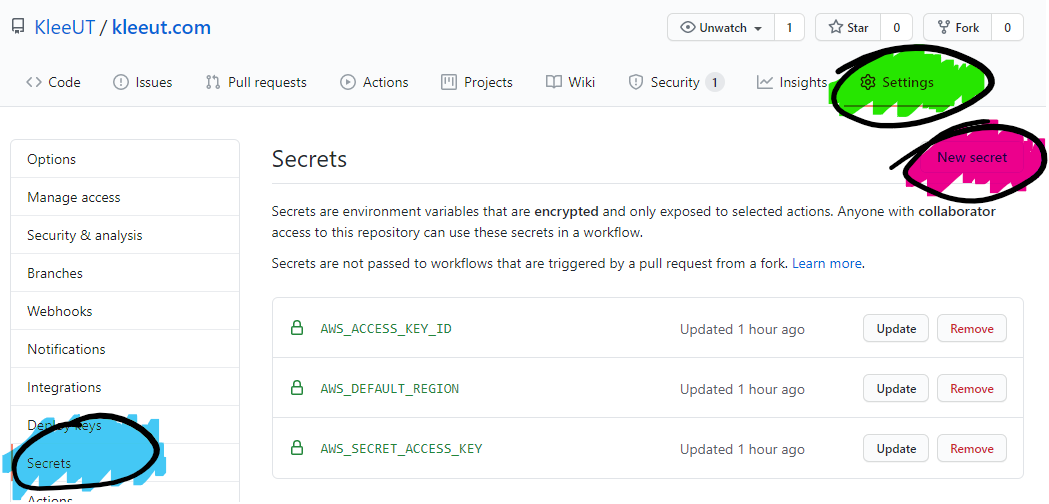 KleeUT / kleeut.com
Unwatch 1 Star 0 Fork 0
Code Issues Pull requests Actions Projects Wiki Security 1 Insights Settings
Options
Manage access
Security & analysis
Branches
Webhooks
Notifications
Integrations
Deploy keys
Secrets
Actions
Secrets
New secret
Secrets are environment variables that are encrypted and only exposed to selected actions. Anyone with collaborator
access to this repository can use these secrets in a workflow.
Secrets are not passed to workflows that are triggered by a pull request from a fork. Learn more.
AWS_ACCESS_KEY_ID Updated 1 hour ago Update Remove
AWS_DEFAULT_REGION Updated 1 hour ago Update Remove
AWS_SECRET_ACCESS_KEY Updated 1 hour ago Update Remove